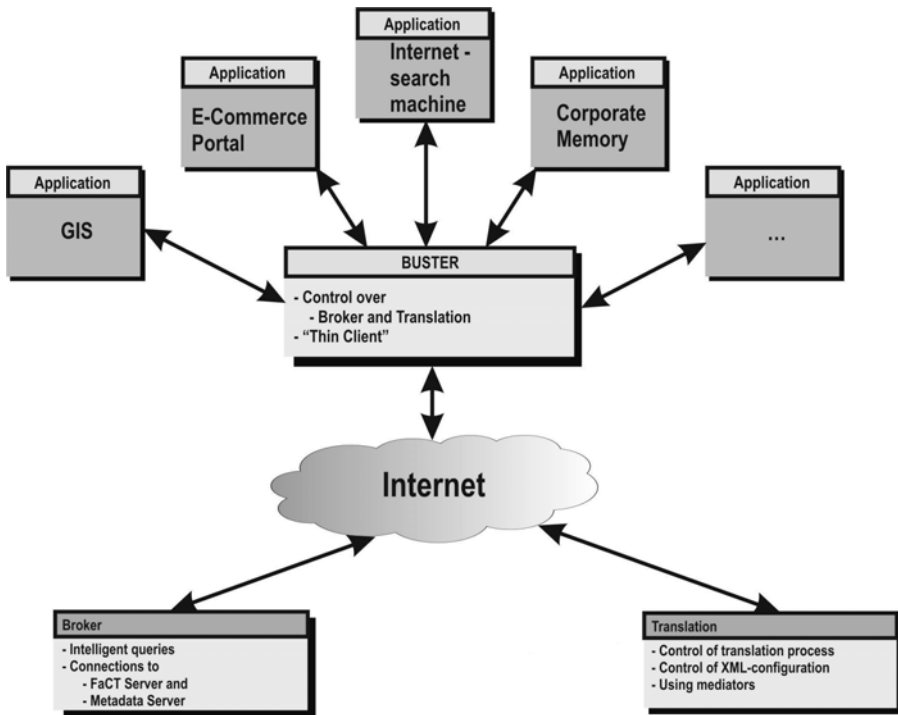 Application
Internet -
search
machine
Application
E-Commerce
Portal
Application
Corporate
Memory
Application
GIS
Application
...
BUSTER
- Control over
- Broker and Translation
- “Thin Client”
Internet
Broker
- Intelligent queries
- Connections to
- FaCT Server and
- Metadata Server
Translation
- Control of translation process
- Control of XML-configuration
- Using mediators